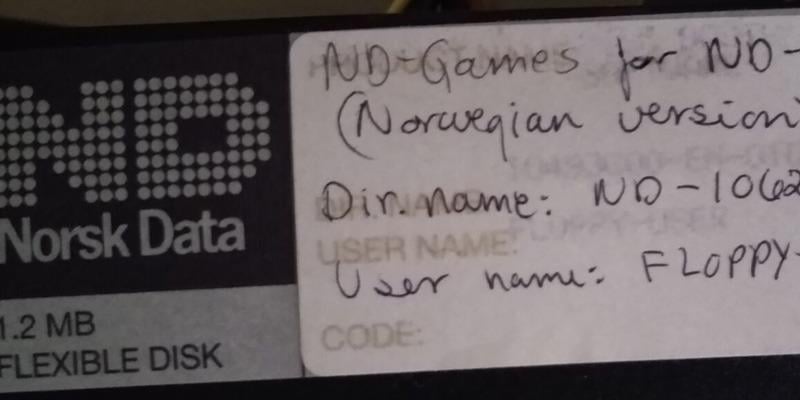 ND
Norsk Data
1.2 MB
FLEXIBLE DISK
ND-Games for ND-
(Norwegian version)
Dir. name: ND-1062
USER NAME:
User name: FLOPPY-
CODE: